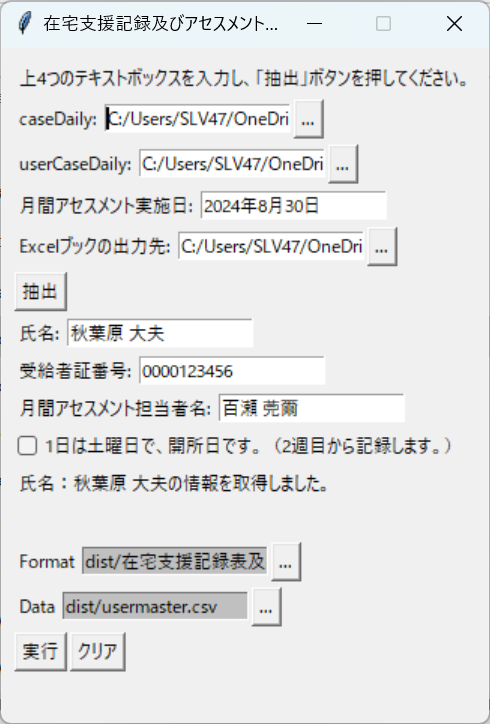 在宅支援記録及びアセスメント...
上4つのテキストボックスを入力し、「抽出」ボタンを押してください。
caseDaily: C:/Users/SLV47/OneDri ...
userCaseDaily: C:/Users/SLV47/OneDri ...
月間アセスメント実施日: 2024年8月30日
Excelブックの出力先: C:/Users/SLV47/OneDri ...
抽出
氏名: 秋葉原 大夫
受給者証番号: 0000123456
月間アセスメント担当者名: 百瀬 莞爾
1日は土曜日で、開所日です。（2週目から記録します。）
氏名：秋葉原 大夫の情報を取得しました。
Format dist/在宅支援記録表及 ...
Data dist/usermaster.csv ...
実行 クリア